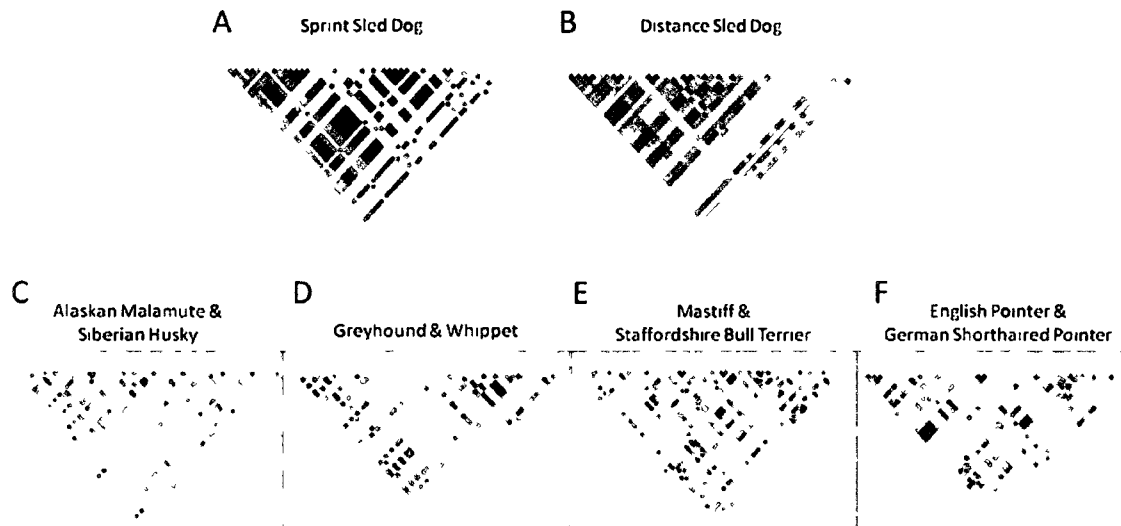 A
Sprint Sled Dog
B
Distance Sled Dog
C
Alaskan Malamute &
Siberian Husky
D
Greyhound & Whippet
E
Mastiff &
Staffordshire Bull Terrier
F
English Pointer &
German Shorthaired Pointer